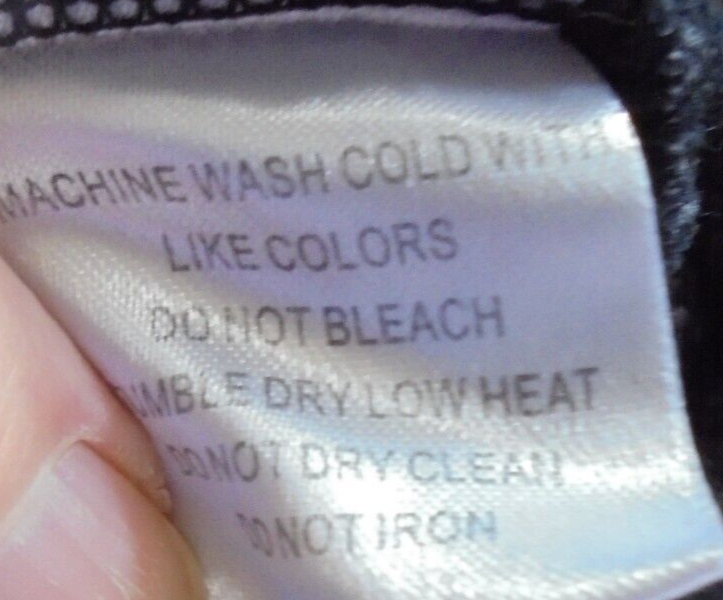 MACHINE WASH COLD WITH
LIKE COLORS
DO NOT BLEACH
TUMBLE DRY LOW HEAT
DO NOT DRY CLEAN
DO NOT IRON